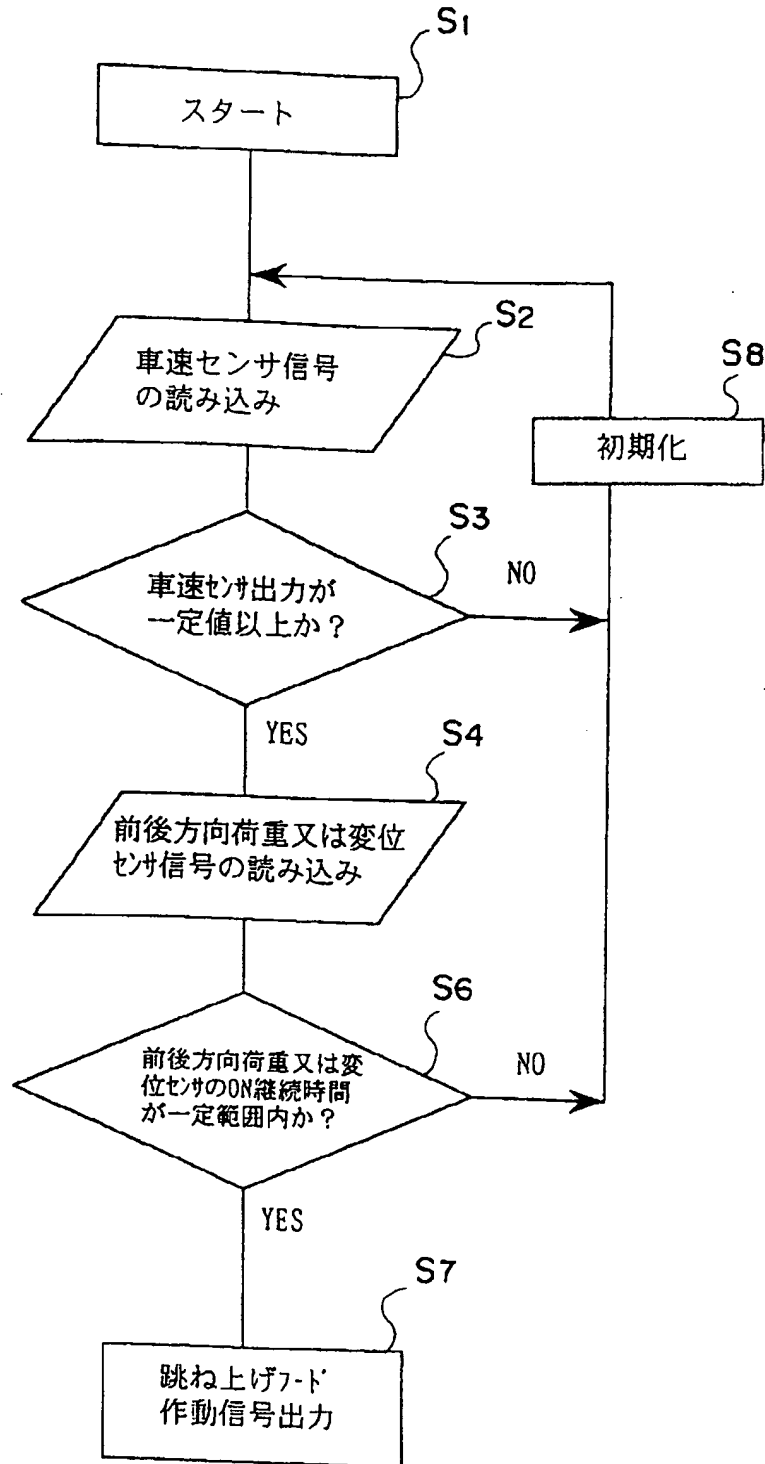 S1
スタート
S2
車速センサ信号
の読み込み
S8
初期化
S3
車速ｾﾝｻ出力が
一定値以上か？
NO
YES
S4
前後方向荷重又は変位
ｾﾝｻ信号の読み込み
S6
前後方向荷重又は変
位ｾﾝｻのON継続時間
が一定範囲内か？
NO
YES
S7
跳ね上げﾌｰﾄﾞ
作動信号出力